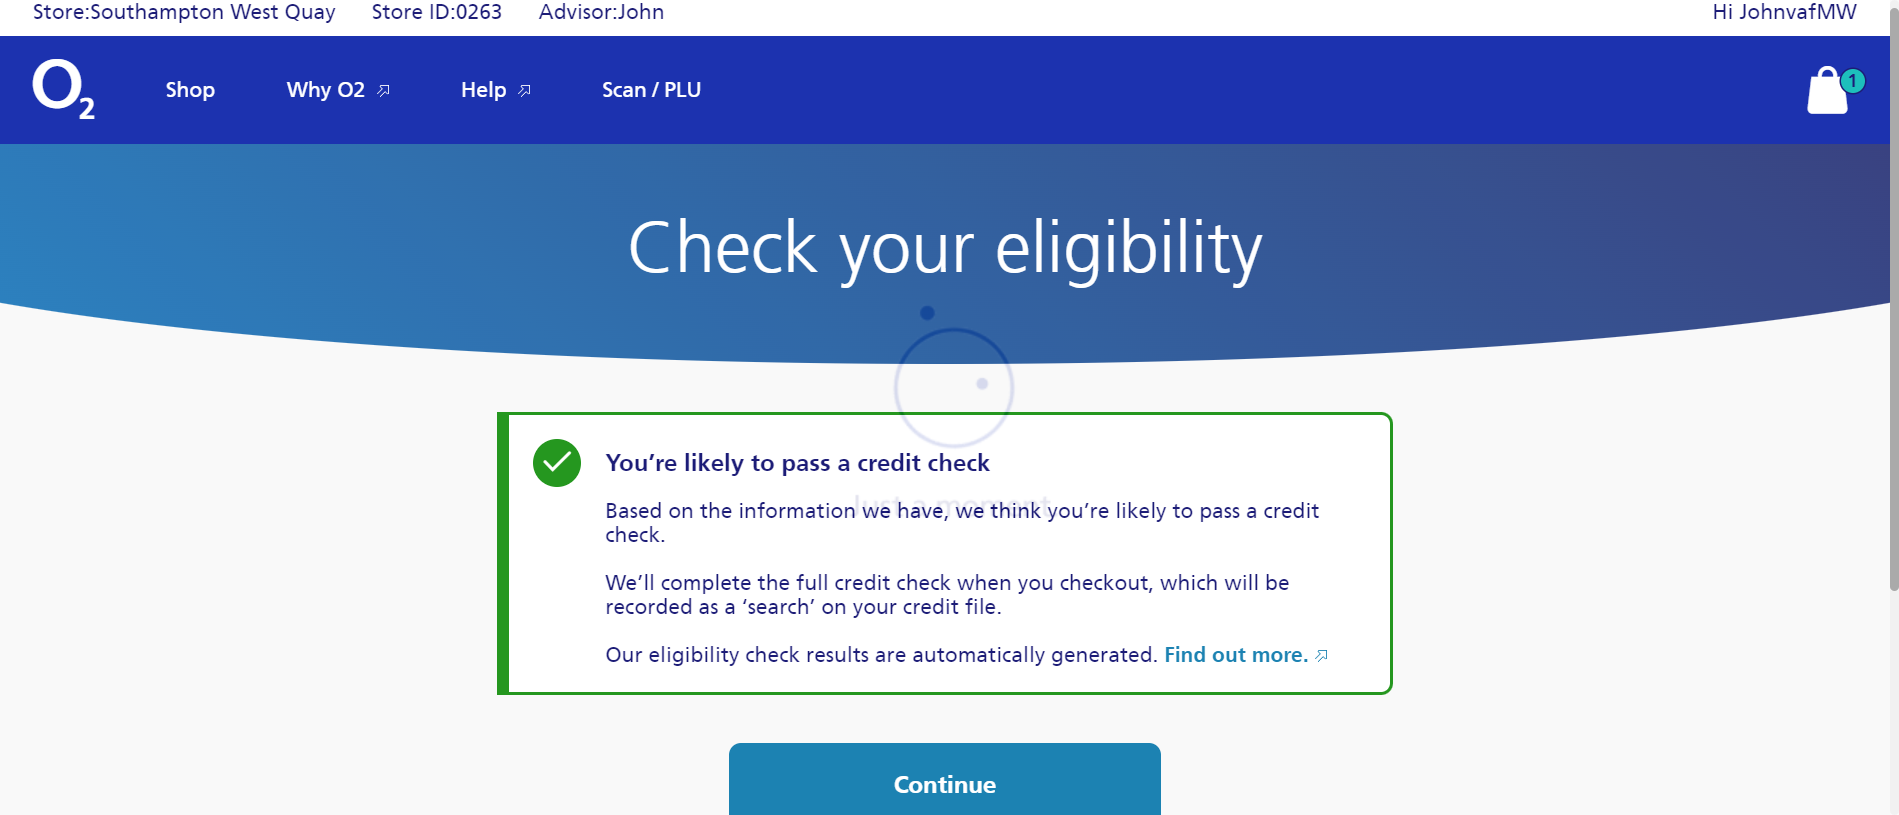 Store:Southampton West Quay Store ID:0263 Advisor:John Hi JohnvafMW
O2 Shop Why O2 Help Scan / PLU 1
Check your eligibility
You’re likely to pass a credit check
Just a moment
Based on the information we have, we think you’re likely to pass a credit
check.
We’ll complete the full credit check when you checkout, which will be
recorded as a ‘search’ on your credit file.
Our eligibility check results are automatically generated. Find out more.
Continue